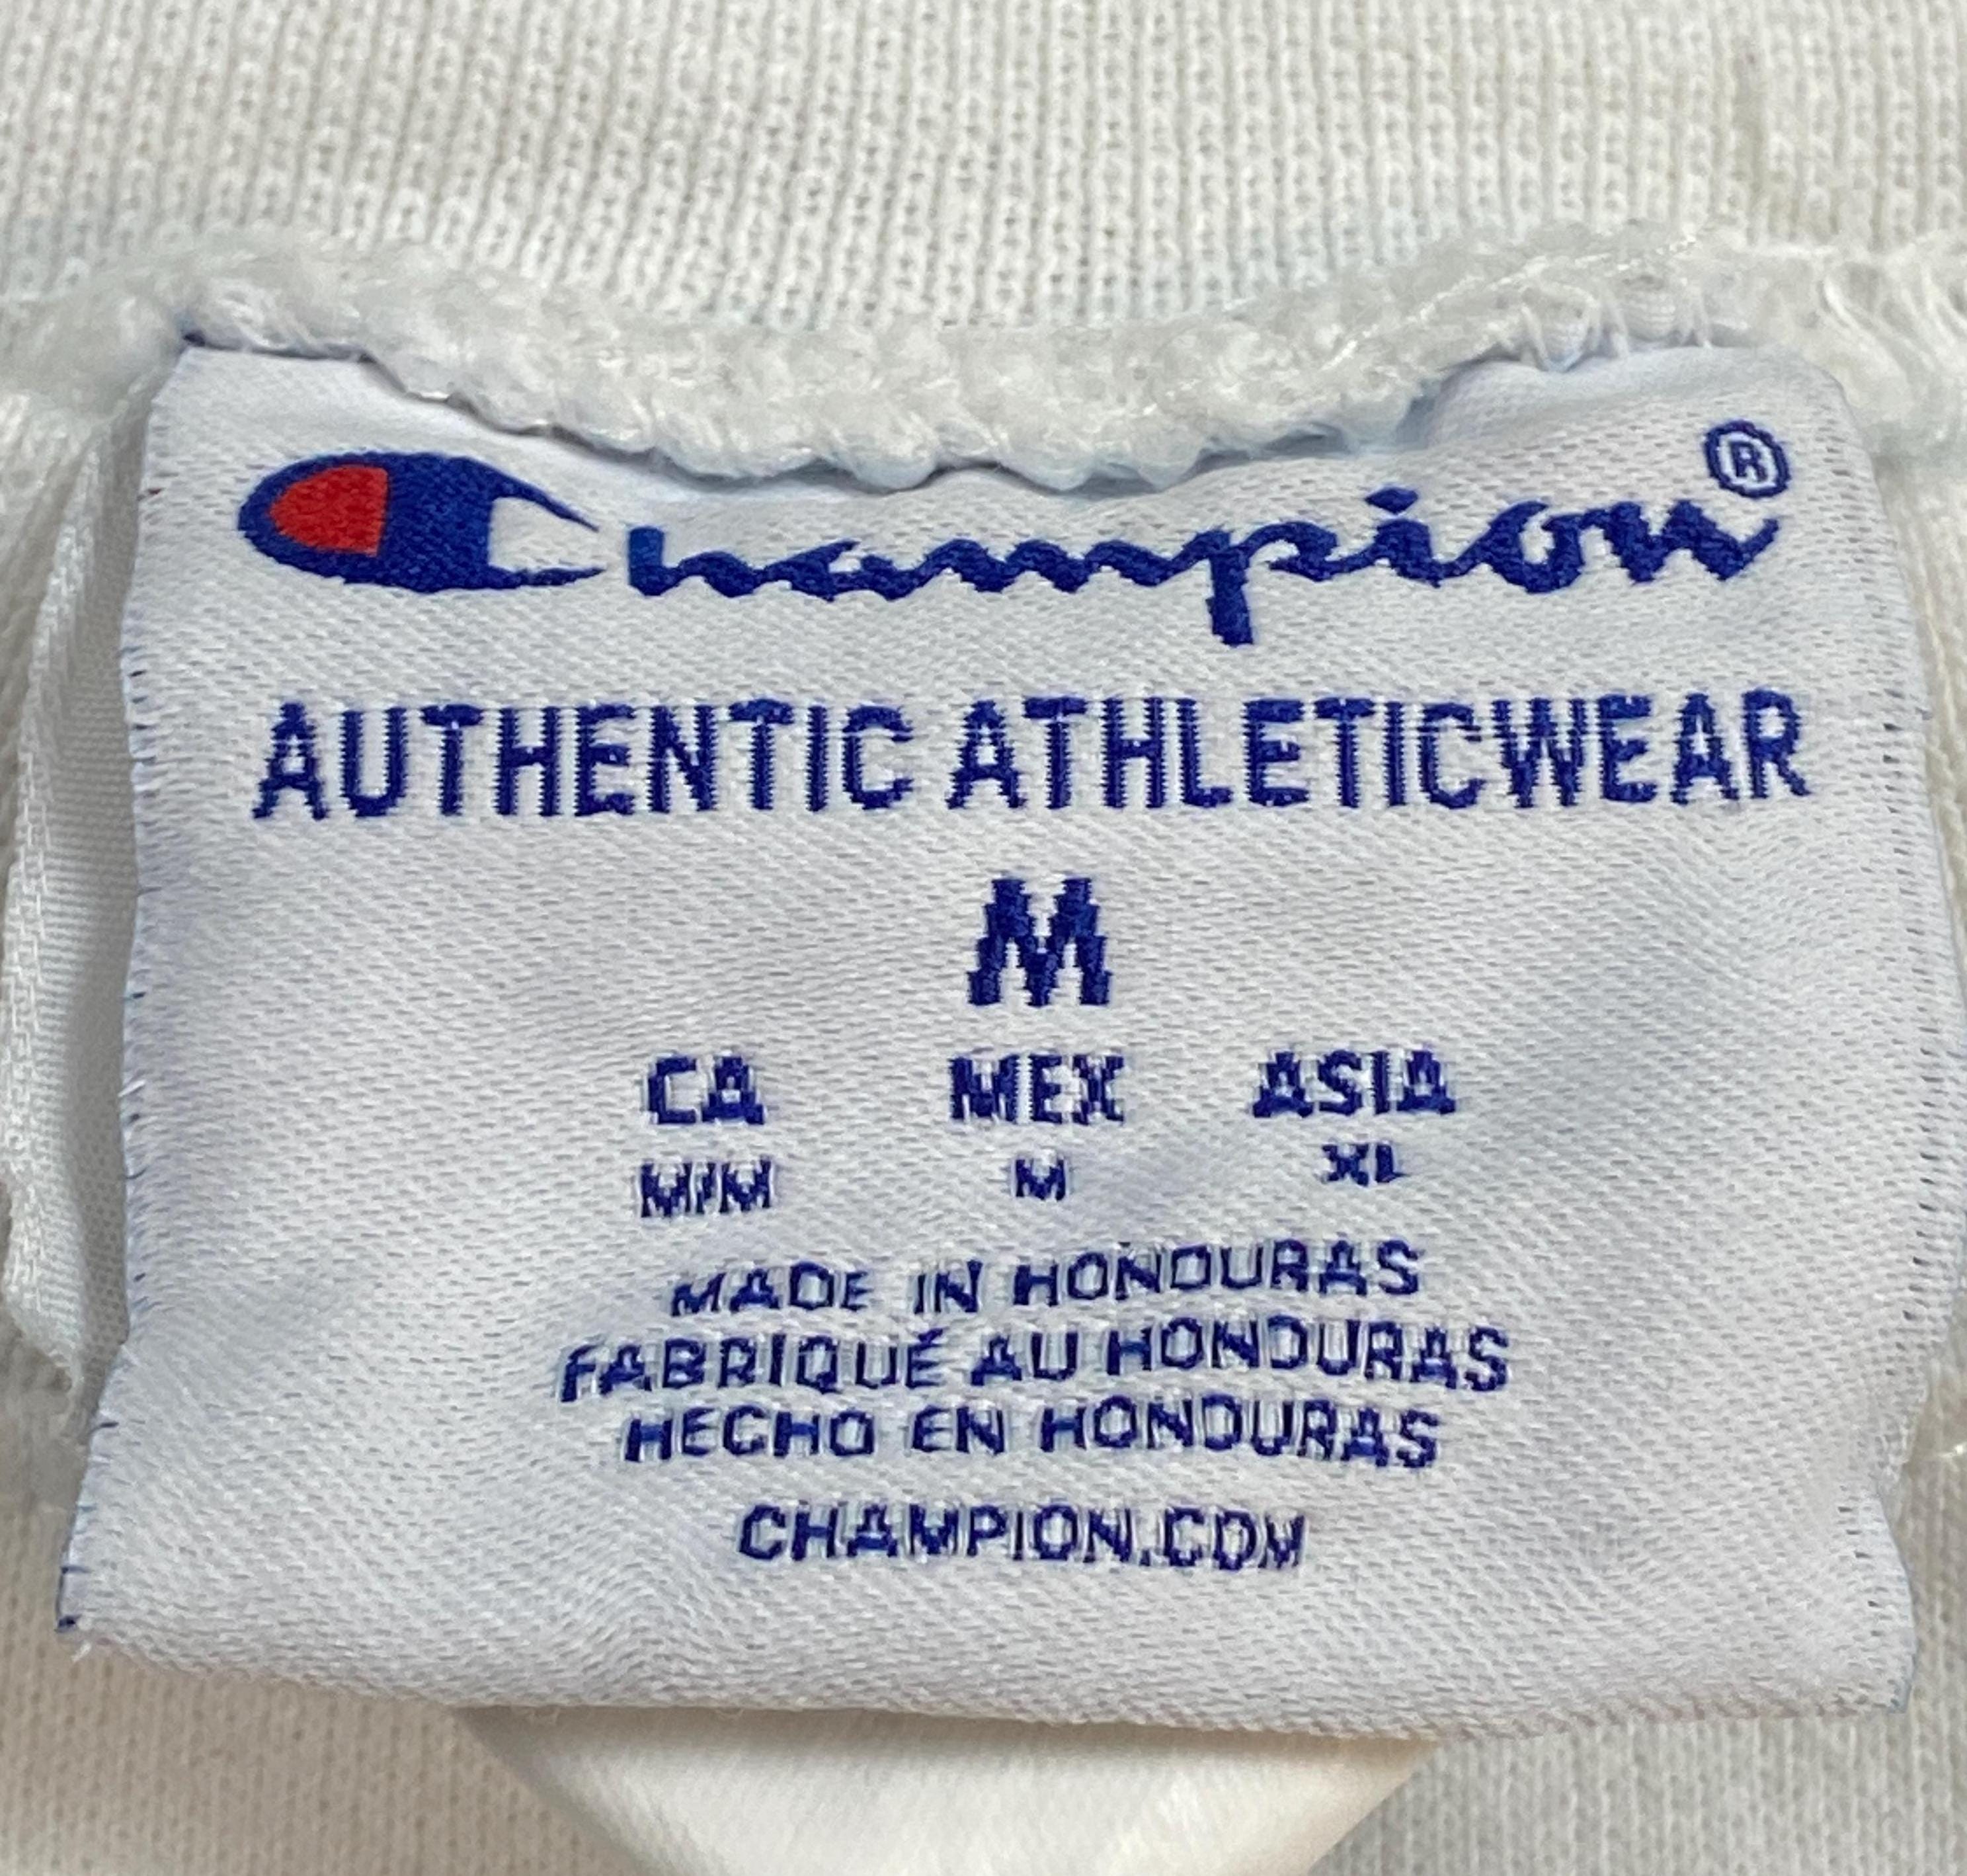 Champion®
AUTHENTIC ATHLETICWEAR
M
CA MEX ASIA
M/M M XL
MADE IN HONDURAS
FABRIQUÉ AU HONDURAS
HECHO EN HONDURAS
CHAMPION.COM